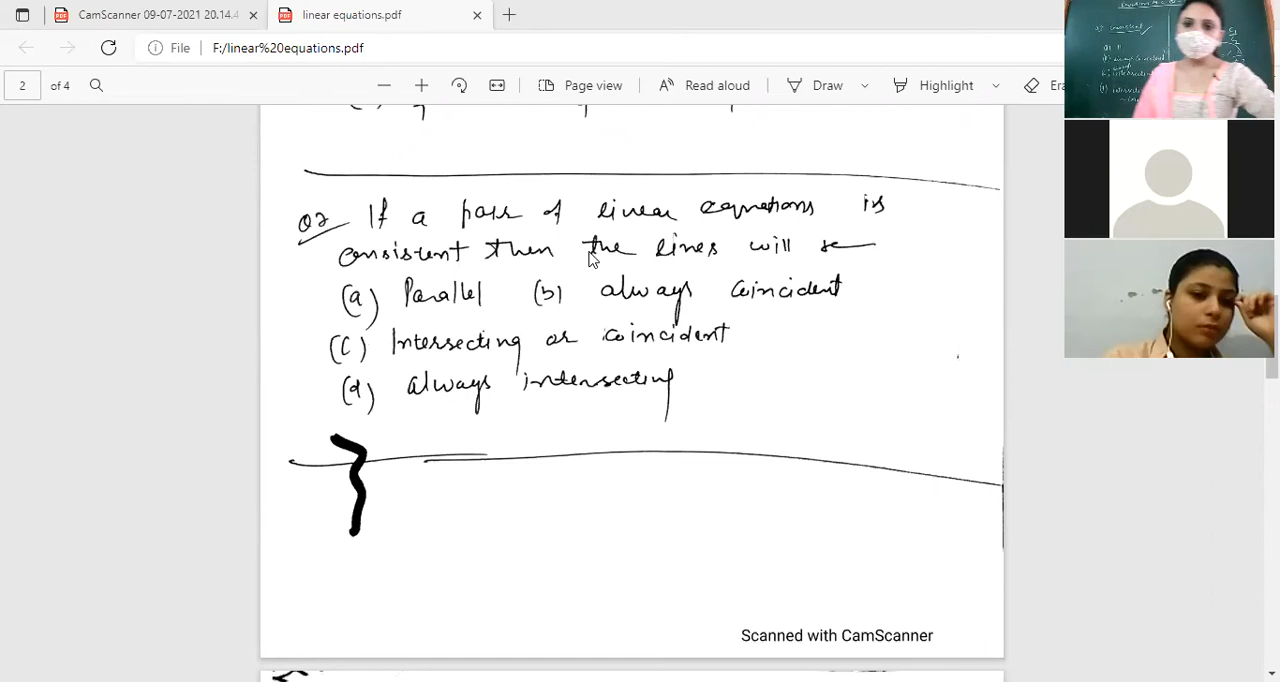 CamScanner 09-07-2021 20.14.4
linear equations.pdf
File
F:/linear%20equations.pdf
2
of 4
Page view
Read aloud
Draw
Highlight
Era
Q2 If a pair of linear equations is
consistent then the lines will be
(a) Parallel (b) always coincident
(c) Intersecting or coincident
(d) always intersecting
Scanned with CamScanner